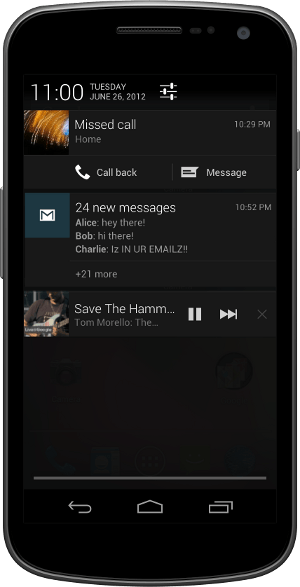 11:00
TUESDAY
JUNE 26, 2012
Missed call
10:29 PM
Home
Call back
Message
24 new messages
10:52 PM
Alice: hey there!
Bob: hi there!
Charlie: Iz IN UR EMAILZ!!
+21 more
Save The Hamm...
Tom Morello: The...